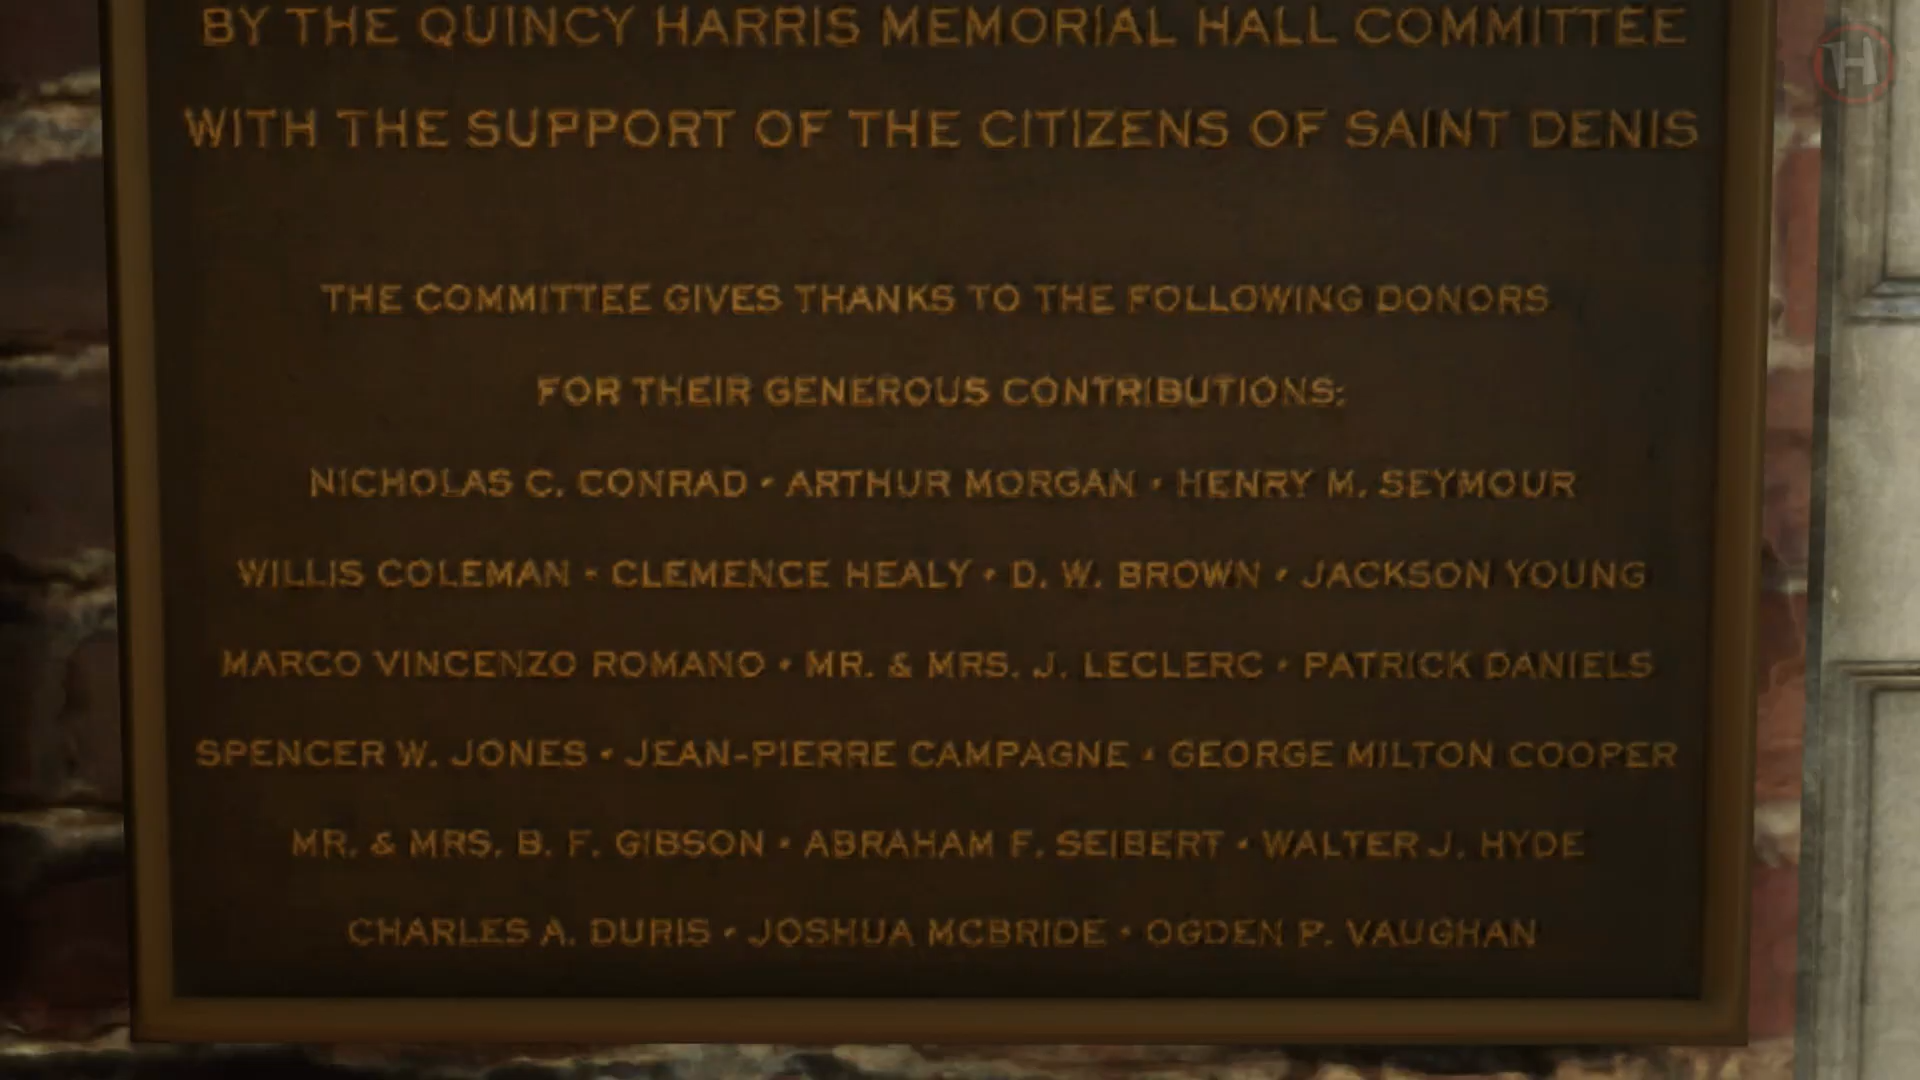 BY THE QUINCY HARRIS MEMORIAL HALL COMMITTEE
WITH THE SUPPORT OF THE CITIZENS OF SAINT DENIS
THE COMMITTEE GIVES THANKS TO THE FOLLOWING DONORS
FOR THEIR GENEROUS CONTRIBUTIONS:
NICHOLAS C. CONRAD • ARTHUR MORGAN • HENRY M. SEYMOUR
WILLIS COLEMAN • CLEMENCE HEALY • D. W. BROWN • JACKSON YOUNG
MARCO VINCENZO ROMANO • MR. & MRS. J. LECLERC • PATRICK DANIELS
SPENCER W. JONES • JEAN-PIERRE CAMPAGNE • GEORGE MILTON COOPER
MR. & MRS. B. F. GIBSON • ABRAHAM F. SEIBERT • WALTER J. HYDE
CHARLES A. DURIS • JOSHUA MCBRIDE • OGDEN P. VAUGHAN
H